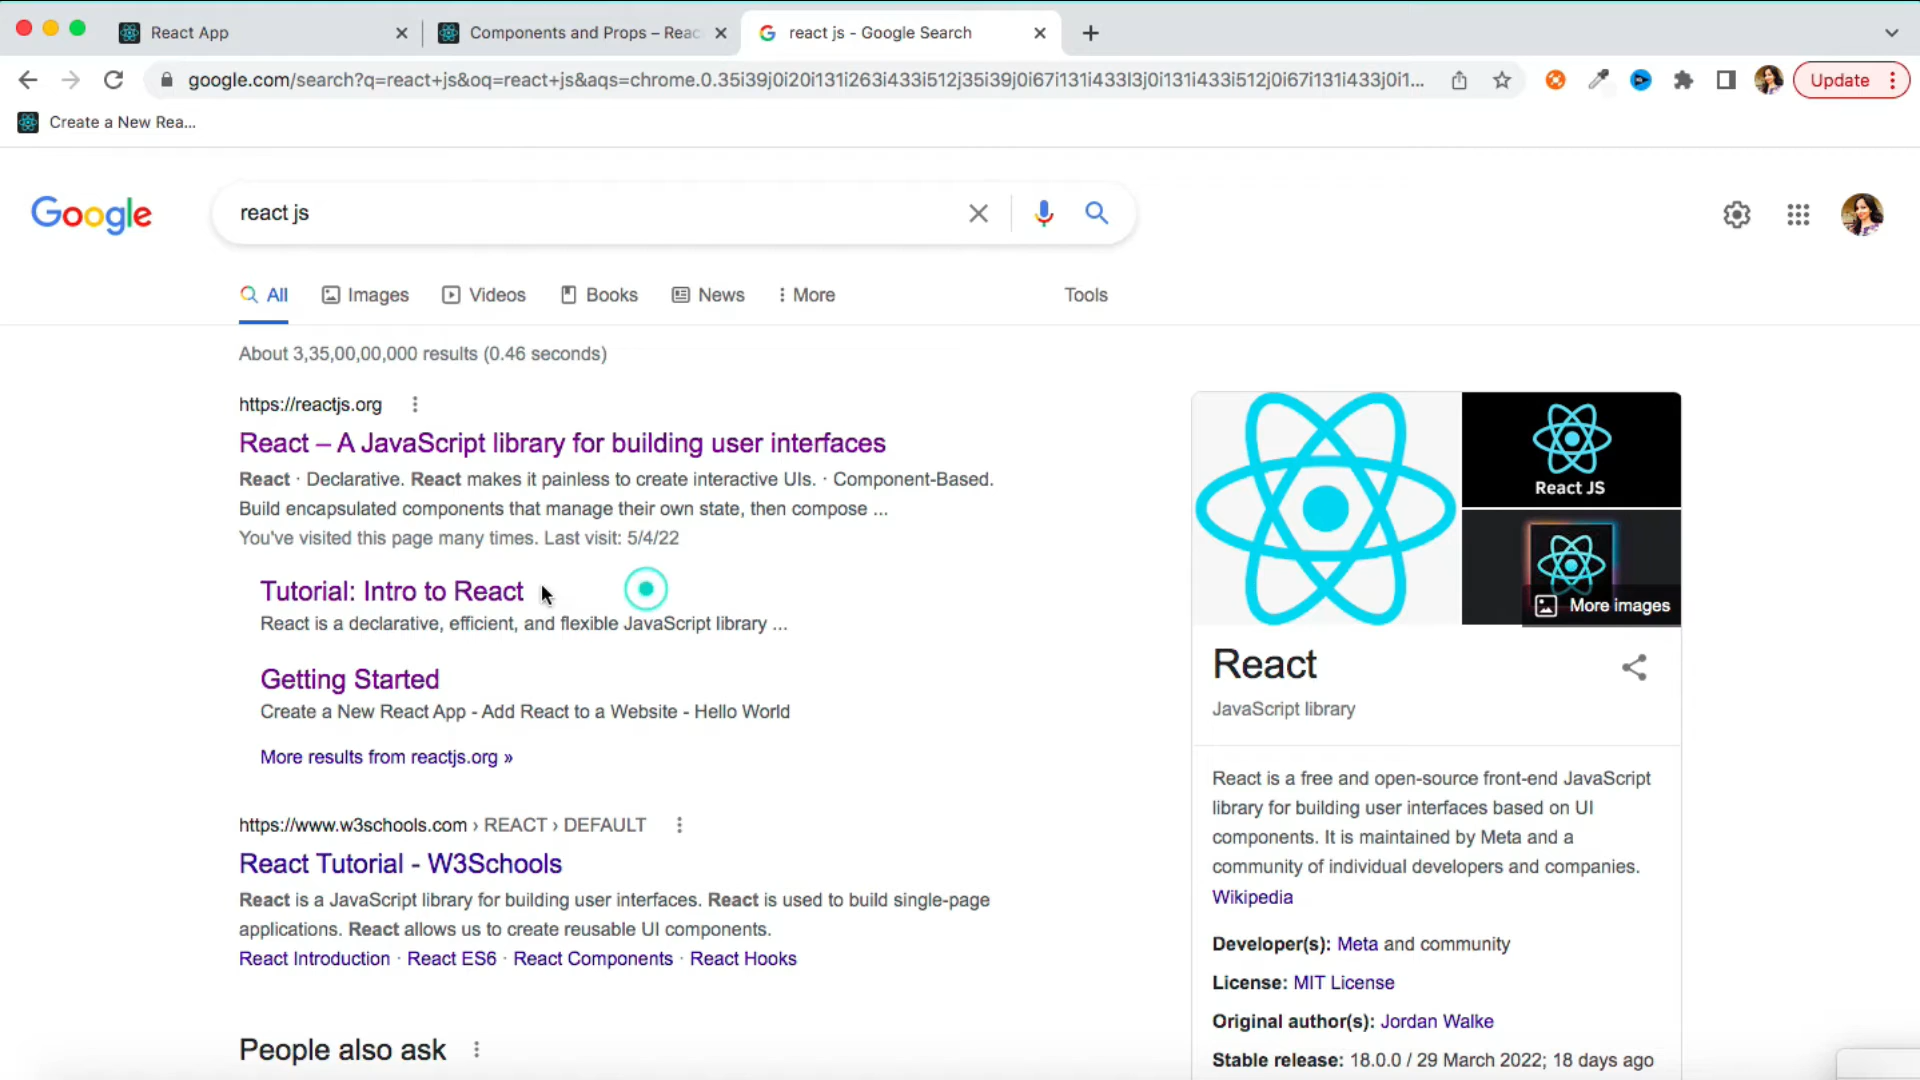 React App
Components and Props – Reac
react js - Google Search
google.com/search?q=react+js&oq=react+js&aqs=chrome.0.35i39j0i20i131i263i433i512j35i39j0i67i131i433l3j0i131i433i512j0i67i131i433j0i1...
Update
Create a New Rea...
Google
react js
All
Images
Videos
Books
News
More
Tools
About 3,35,00,00,000 results (0.46 seconds)
https://reactjs.org
React – A JavaScript library for building user interfaces
React · Declarative. React makes it painless to create interactive UIs. · Component-Based.
Build encapsulated components that manage their own state, then compose ...
You've visited this page many times. Last visit: 5/4/22
Tutorial: Intro to React
React is a declarative, efficient, and flexible JavaScript library ...
Getting Started
Create a New React App - Add React to a Website - Hello World
More results from reactjs.org »
https://www.w3schools.com › REACT › DEFAULT
React Tutorial - W3Schools
React is a JavaScript library for building user interfaces. React is used to build single-page
applications. React allows us to create reusable UI components.
React Introduction · React ES6 · React Components · React Hooks
People also ask
React JS
More images
React
JavaScript library
React is a free and open-source front-end JavaScript
library for building user interfaces based on UI
components. It is maintained by Meta and a
community of individual developers and companies.
Wikipedia
Developer(s): Meta and community
License: MIT License
Original author(s): Jordan Walke
Stable release: 18.0.0 / 29 March 2022; 18 days ago